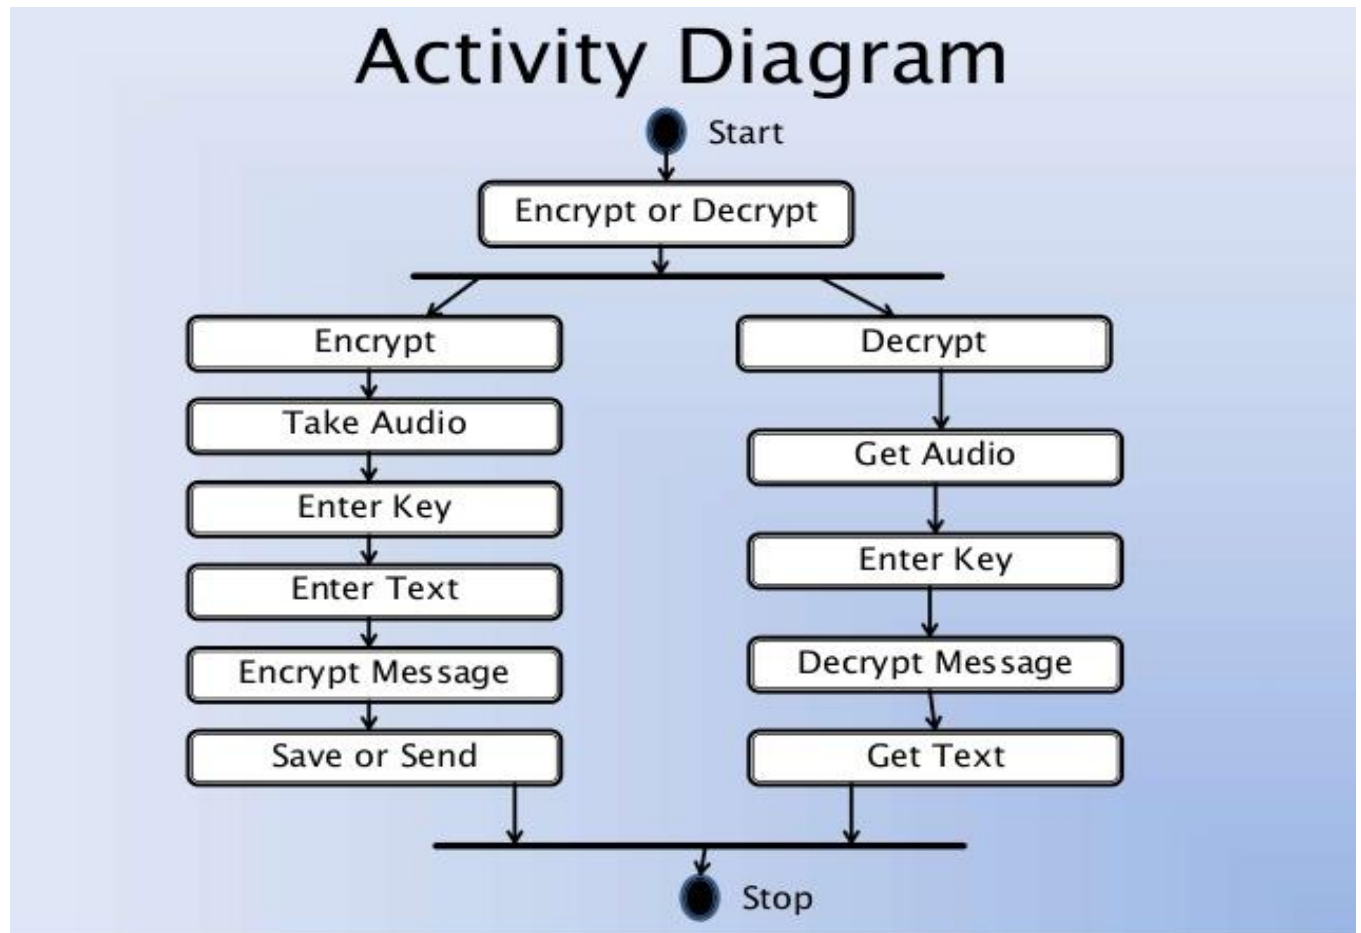 Activity Diagram
Start
Encrypt or Decrypt
Encrypt
Take Audio
Enter Key
Enter Text
Encrypt Message
Save or Send
Decrypt
Get Audio
Enter Key
Decrypt Message
Get Text
Stop